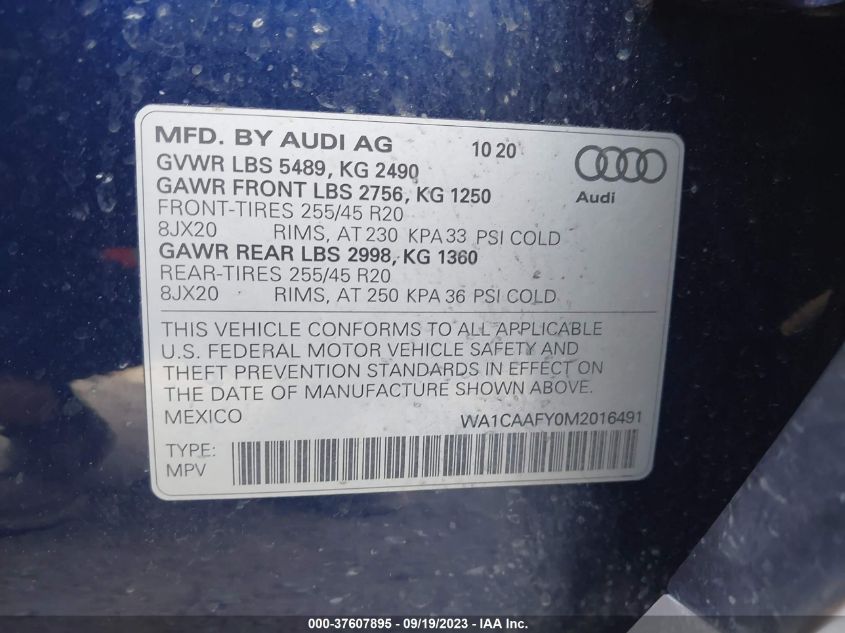 MFD. BY AUDI AG 10 20
GVWR LBS 5489, KG 2490
GAWR FRONT LBS 2756, KG 1250
Audi
FRONT-TIRES 255/45 R20
8JX20 RIMS, AT 230 KPA 33 PSI COLD
GAWR REAR LBS 2998, KG 1360
REAR-TIRES 255/45 R20
8JX20 RIMS, AT 250 KPA 36 PSI COLD
THIS VEHICLE CONFORMS TO ALL APPLICABLE
U.S. FEDERAL MOTOR VEHICLE SAFETY AND
THEFT PREVENTION STANDARDS IN EFFECT ON
THE DATE OF MANUFACTURE SHOWN ABOVE.
MEXICO WA1CAAFY0M2016491
TYPE:
MPV
000-37607895 - 09/19/2023 - IAA Inc.